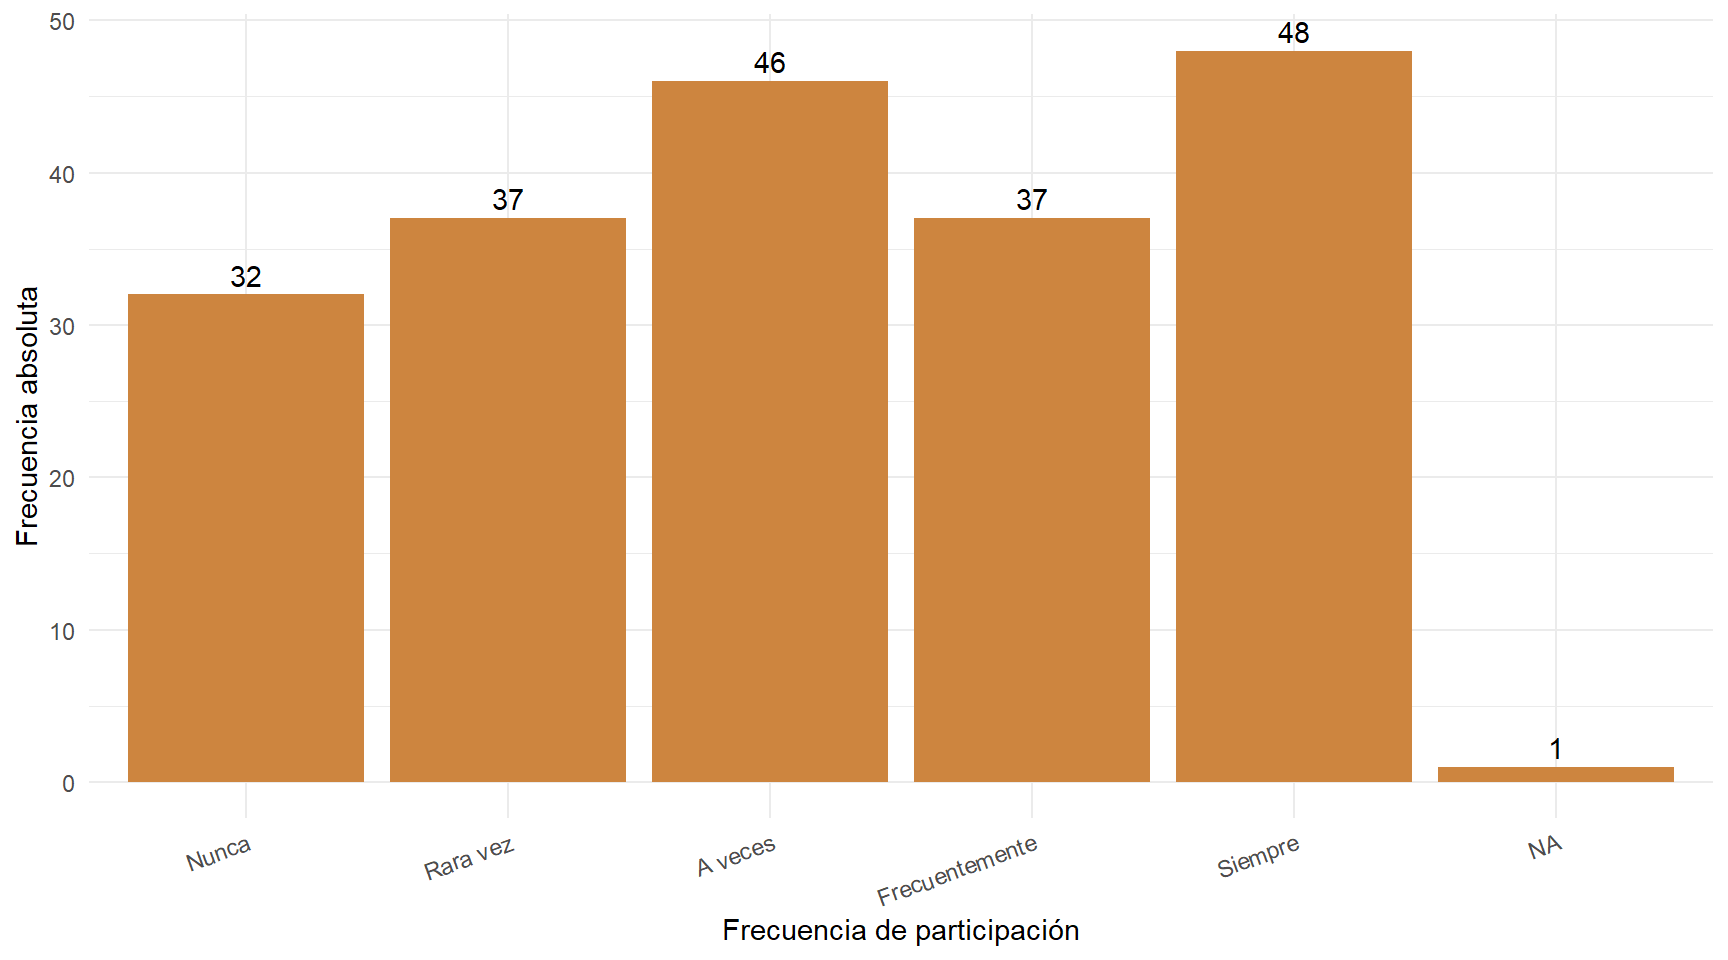 50
40
30
20
10
0
Frecuencia absoluta
32
37
46
37
48
1
Nunca
Rara vez
A veces
Frecuentemente
Siempre
NA
Frecuencia de participación